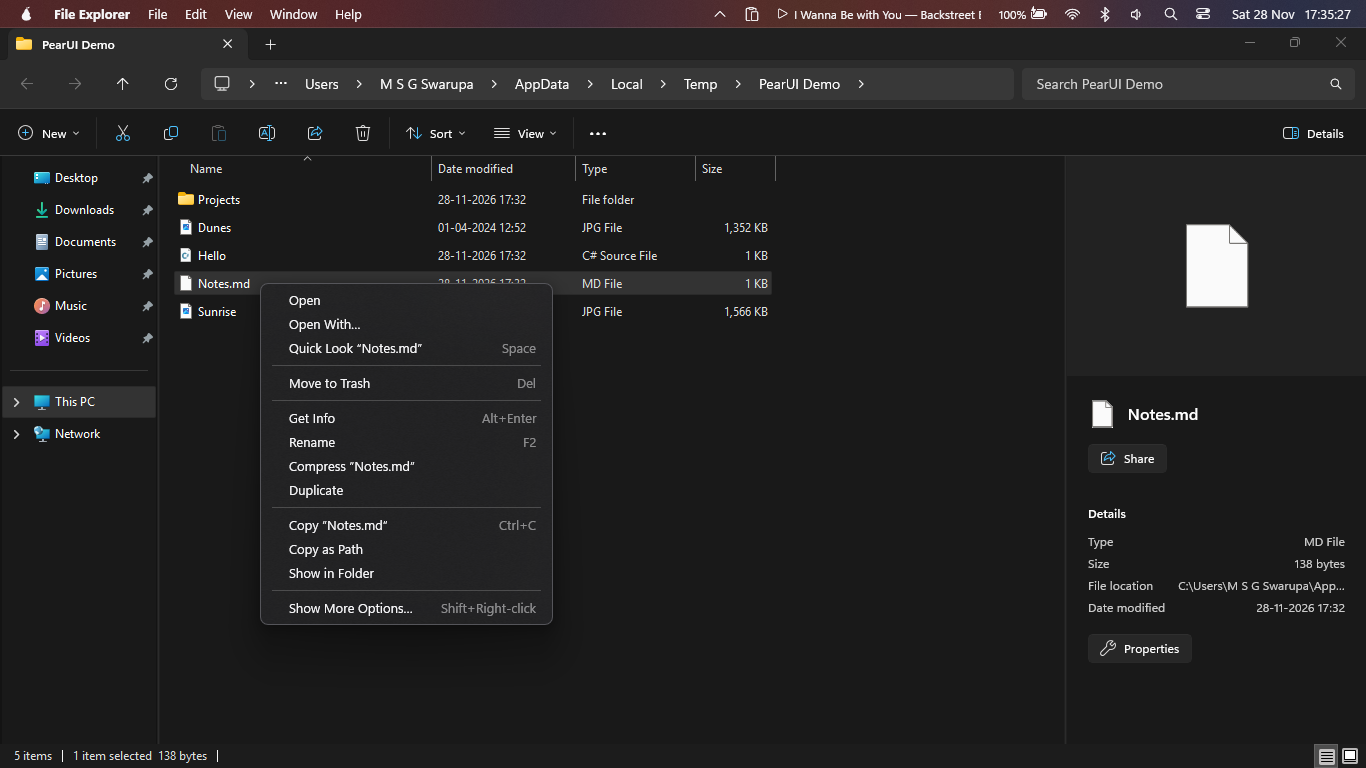 File Explorer File Edit View Window Help I Wanna Be with You — Backstreet 100% Sat 28 Nov 17:35:27
PearUI Demo
Users M S G Swarupa AppData Local Temp PearUI Demo Search PearUI Demo
New Sort View Details
Desktop
Downloads
Documents
Pictures
Music
Videos
This PC
Network
Name Date modified Type Size
Projects 28-11-2026 17:32 File folder
Dunes 01-04-2024 12:52 JPG File 1,352 KB
Hello 28-11-2026 17:32 C# Source File 1 KB
Notes.md 28-11-2026 17:32 MD File 1 KB
Sunrise JPG File 1,566 KB
Open
Open With...
Quick Look “Notes.md” Space
Move to Trash Del
Get Info Alt+Enter
Rename F2
Compress “Notes.md”
Duplicate
Copy “Notes.md” Ctrl+C
Copy as Path
Show in Folder
Show More Options... Shift+Right-click
Notes.md
Share
Details
Type MD File
Size 138 bytes
File location C:\Users\M S G Swarupa\App...
Date modified 28-11-2026 17:32
Properties
5 items 1 item selected 138 bytes